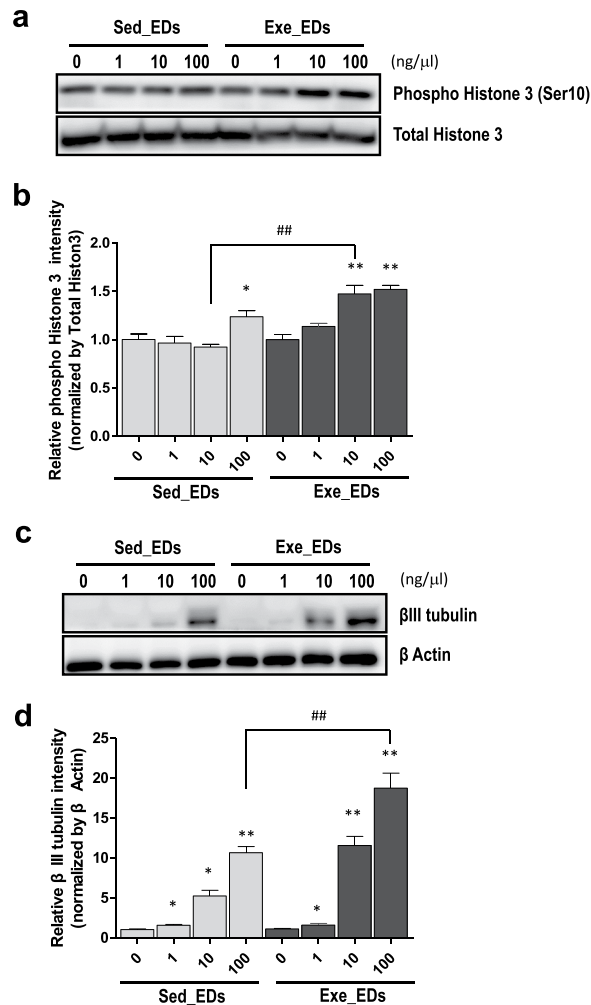 a
Sed_EDs Exe_EDs
0 1 10 100 0 1 10 100 (ng/μl)
Phospho Histone 3 (Ser10)
Total Histone 3
b
Relative phospho Histone 3 intensity
(normalized by Total Histon3)
##
2.0
** **
1.5
*
1.0
0.5
0.0
0 1 10 100 0 1 10 100
Sed_EDs Exe_EDs
c
Sed_EDs Exe_EDs
0 1 10 100 0 1 10 100 (ng/μl)
βIII tubulin
β Actin
d
Relative β III tubulin intensity
(normalized by β Actin)
##
25
**
20
**
15
**
10
*
5
* *
0
0 1 10 100 0 1 10 100
Sed_EDs Exe_EDs